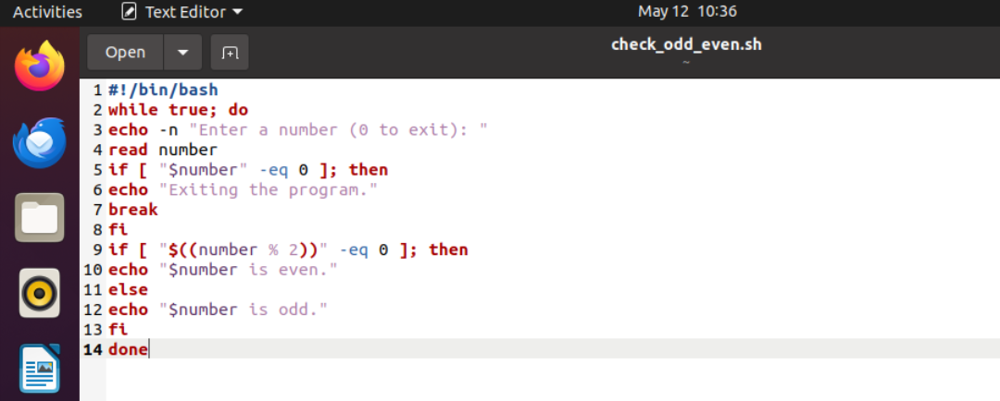 Activities Text Editor May 12 10:36
Open check_odd_even.sh
~
1 #!/bin/bash
2 while true; do
3 echo -n "Enter a number (0 to exit): "
4 read number
5 if [ "$number" -eq 0 ]; then
6 echo "Exiting the program."
7 break
8 fi
9 if [ "$((number % 2))" -eq 0 ]; then
10 echo "$number is even."
11 else
12 echo "$number is odd."
13 fi
14 done